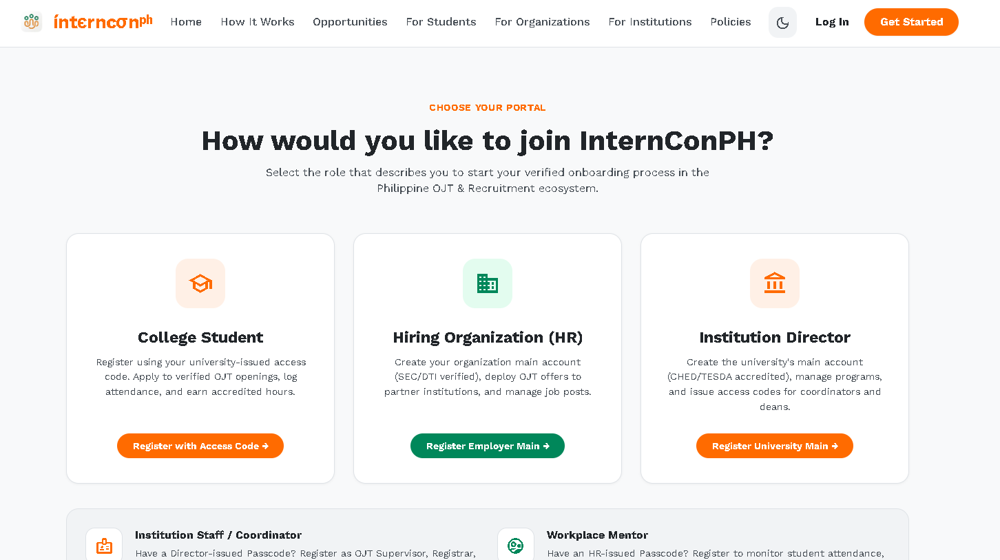 ínterncσnph
Home
How It Works
Opportunities
For Students
For Organizations
For Institutions
Policies
Log In
Get Started
CHOOSE YOUR PORTAL
How would you like to join InternConPH?
Select the role that describes you to start your verified onboarding process in the
Philippine OJT & Recruitment ecosystem.
College Student
Register using your university-issued access
code. Apply to verified OJT openings, log
attendance, and earn accredited hours.
Register with Access Code →
Hiring Organization (HR)
Create your organization main account
(SEC/DTI verified), deploy OJT offers to
partner institutions, and manage job posts.
Register Employer Main →
Institution Director
Create the university's main account
(CHED/TESDA accredited), manage programs,
and issue access codes for coordinators and
deans.
Register University Main →
Institution Staff / Coordinator
Have a Director-issued Passcode? Register as OJT Supervisor, Registrar,
Workplace Mentor
Have an HR-issued Passcode? Register to monitor student attendance,